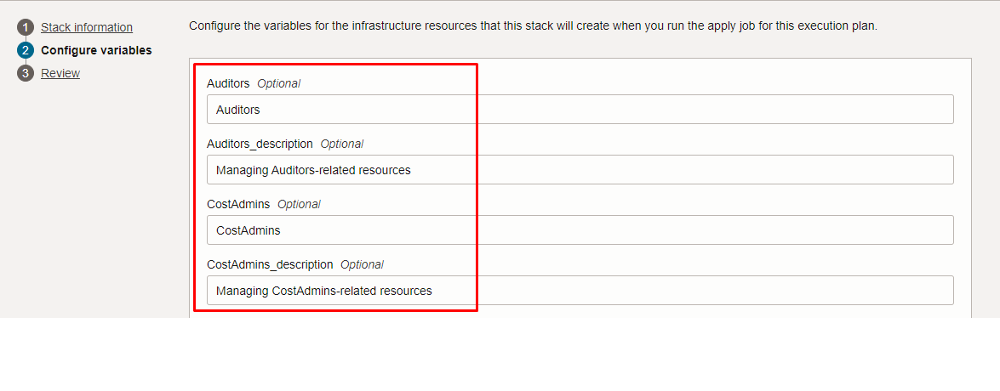 1 Stack information
2 Configure variables
3 Review
Configure the variables for the infrastructure resources that this stack will create when you run the apply job for this execution plan.
Auditors Optional
Auditors
Auditors_description Optional
Managing Auditors-related resources
CostAdmins Optional
CostAdmins
CostAdmins_description Optional
Managing CostAdmins-related resources